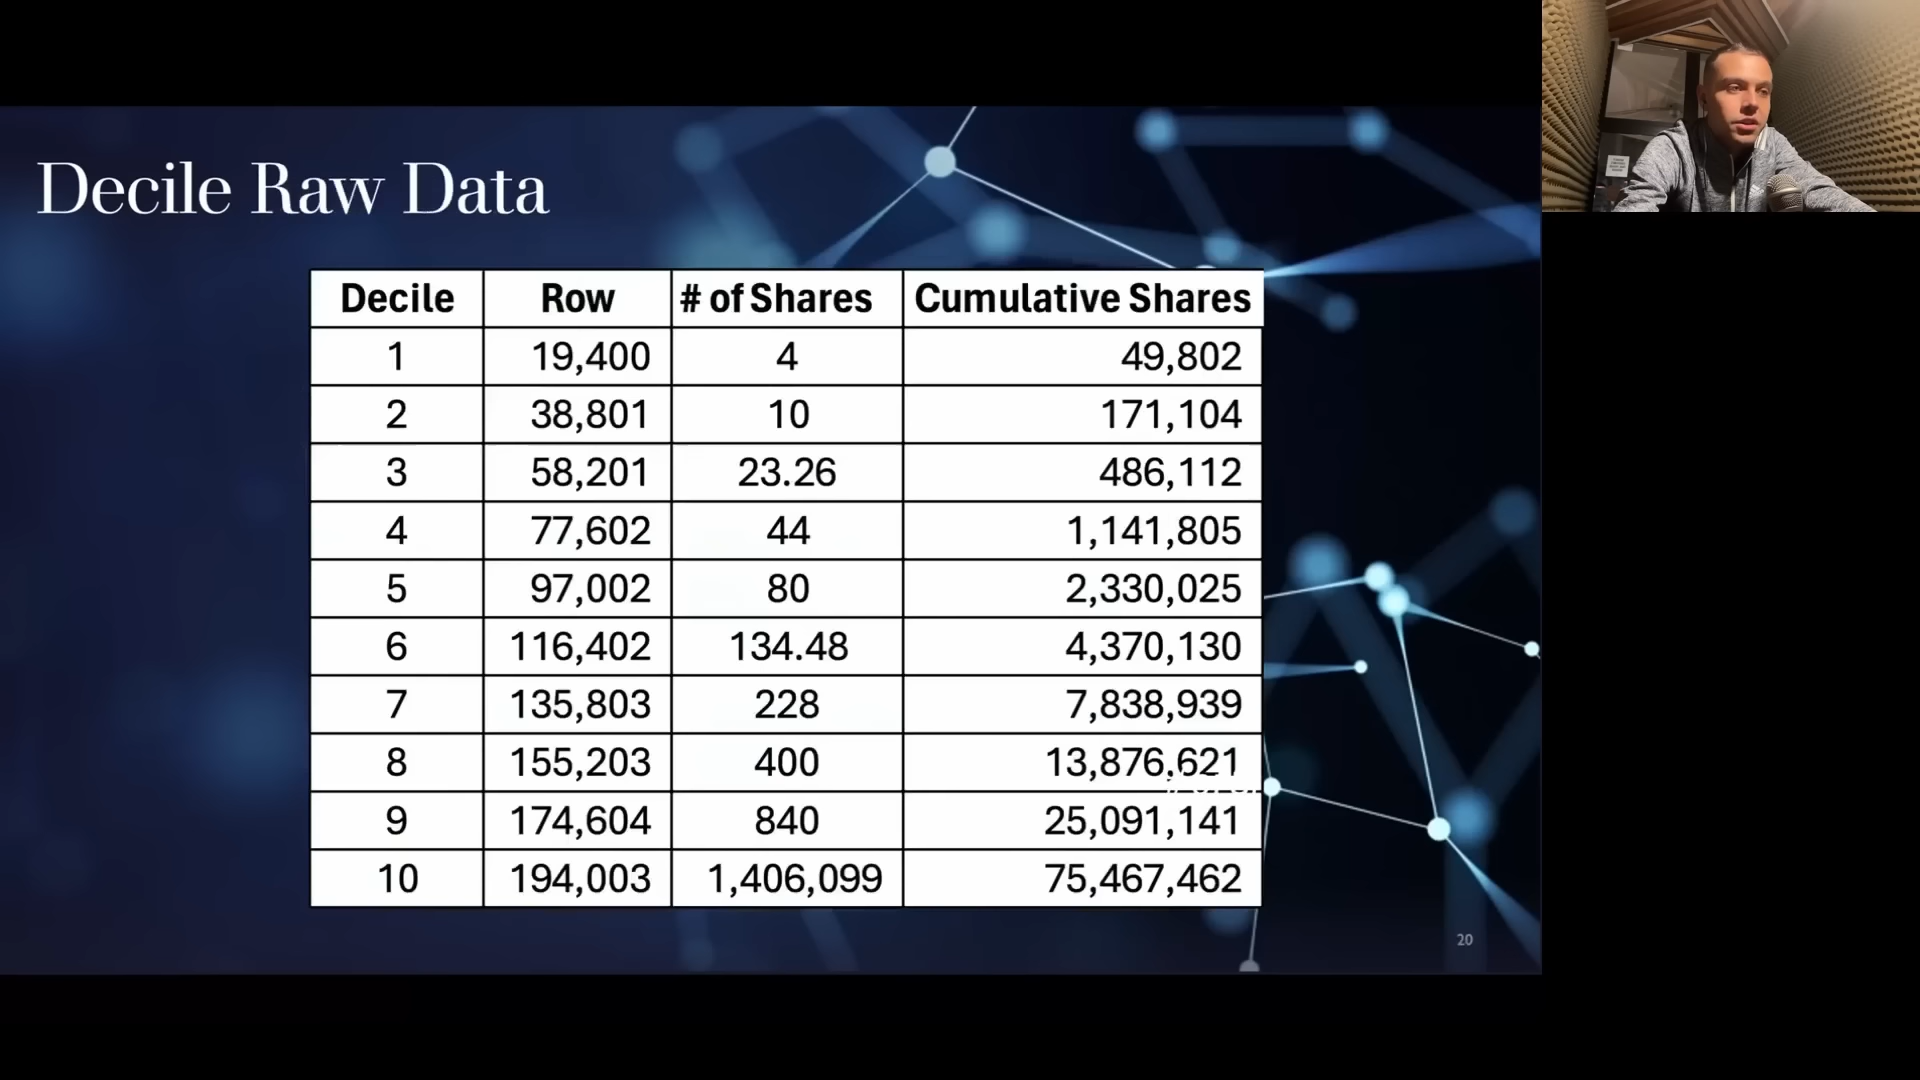 Decile Raw Data
Decile Row # of Shares Cumulative Shares
1 19,400 4 49,802
2 38,801 10 171,104
3 58,201 23.26 486,112
4 77,602 44 1,141,805
5 97,002 80 2,330,025
6 116,402 134.48 4,370,130
7 135,803 228 7,838,939
8 155,203 400 13,876,621
9 174,604 840 25,091,141
10 194,003 1,406,099 75,467,462
20